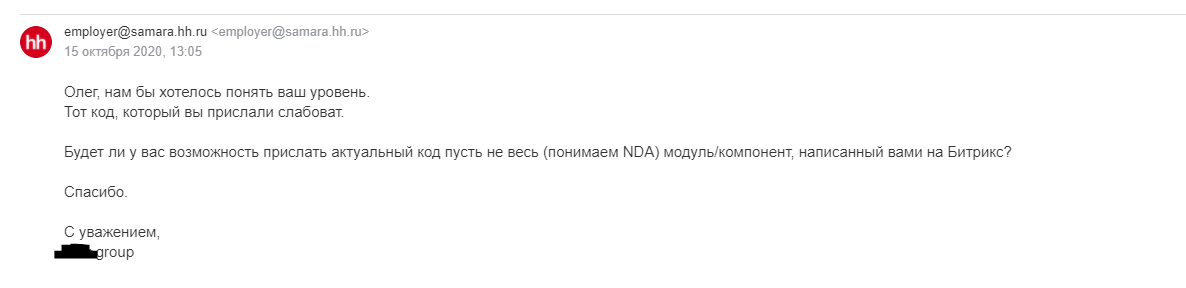 hh
employer@samara.hh.ru <employer@samara.hh.ru>
15 октября 2020, 13:05
Олег, нам бы хотелось понять ваш уровень.
Тот код, который вы прислали слабоват.
Будет ли у вас возможность прислать актуальный код пусть не весь (понимаем NDA) модуль/компонент, написанный вами на Битрикс?
Спасибо.
С уважением,
group